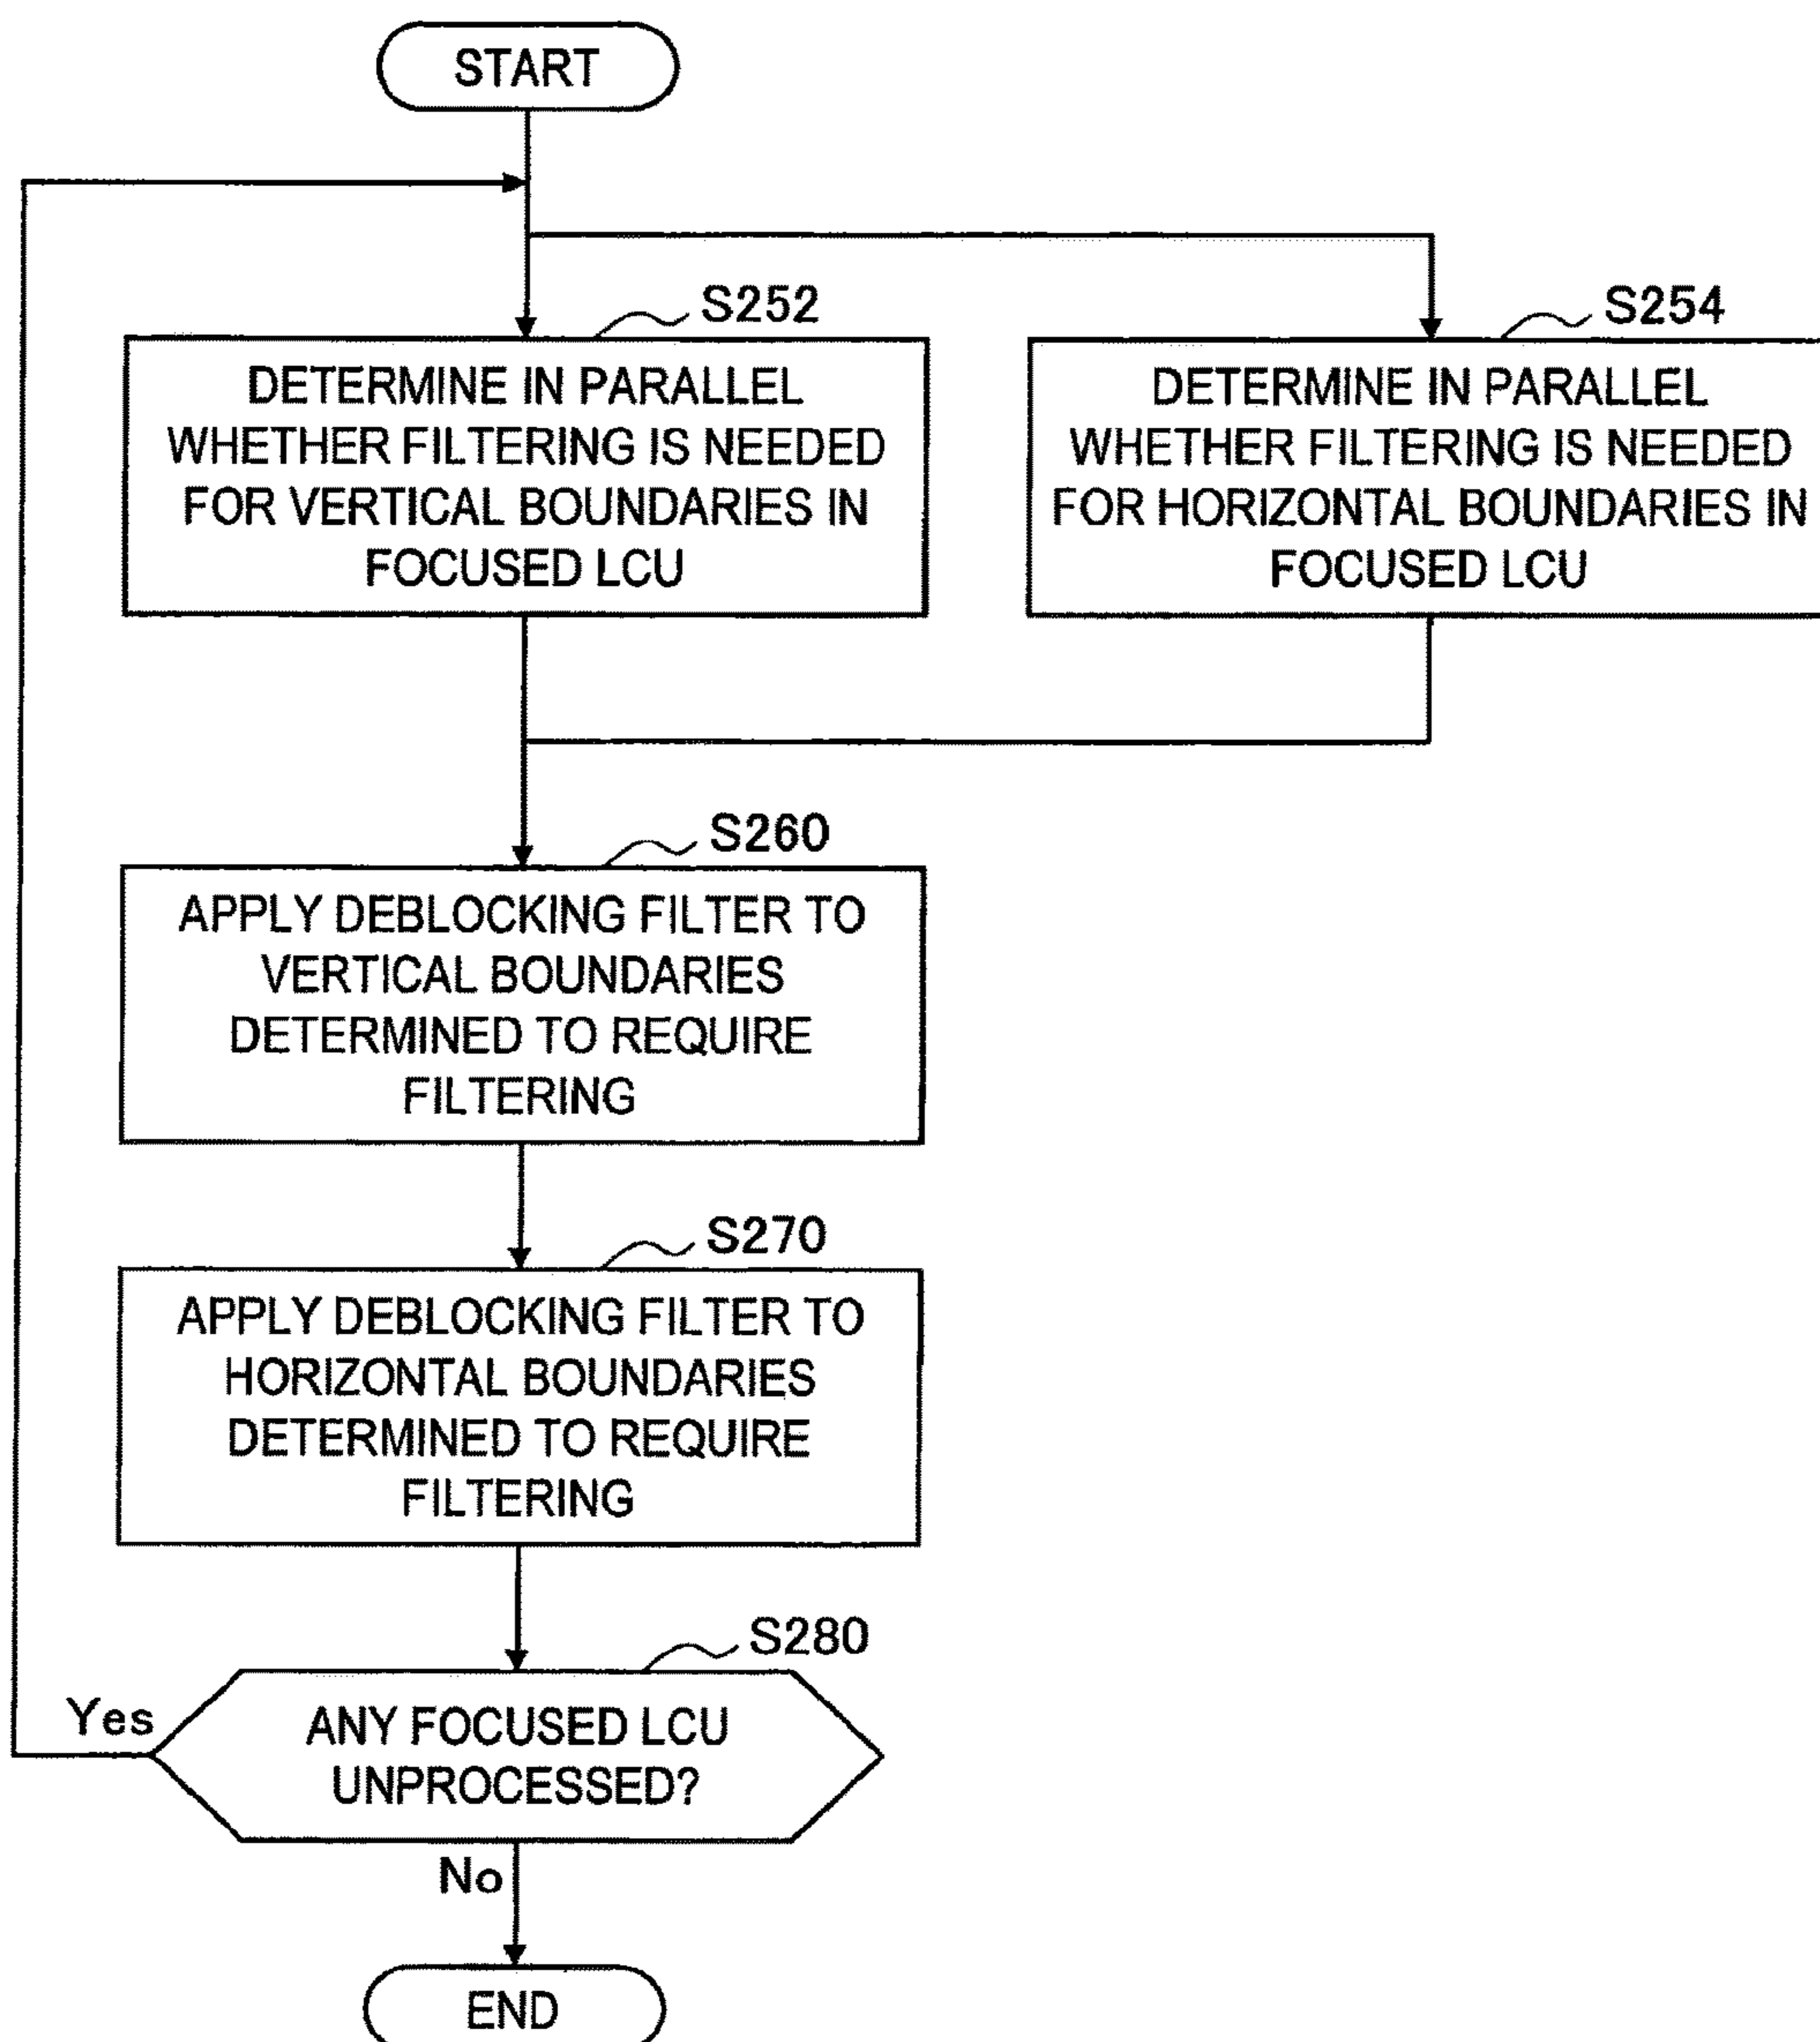 START
S252
DETERMINE IN PARALLEL
WHETHER FILTERING IS NEEDED
FOR VERTICAL BOUNDARIES IN
FOCUSED LCU
S254
DETERMINE IN PARALLEL
WHETHER FILTERING IS NEEDED
FOR HORIZONTAL BOUNDARIES IN
FOCUSED LCU
S260
APPLY DEBLOCKING FILTER TO
VERTICAL BOUNDARIES
DETERMINED TO REQUIRE
FILTERING
S270
APPLY DEBLOCKING FILTER TO
HORIZONTAL BOUNDARIES
DETERMINED TO REQUIRE
FILTERING
S280
Yes
ANY FOCUSED LCU
UNPROCESSED?
No
END